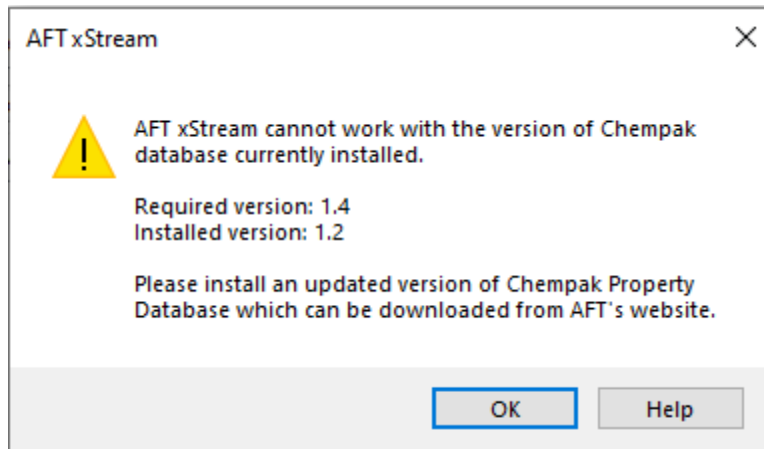 AFT xStream
AFT xStream cannot work with the version of Chempak
database currently installed.
Required version: 1.4
Installed version: 1.2
Please install an updated version of Chempak Property
Database which can be downloaded from AFT's website.
OK
Help